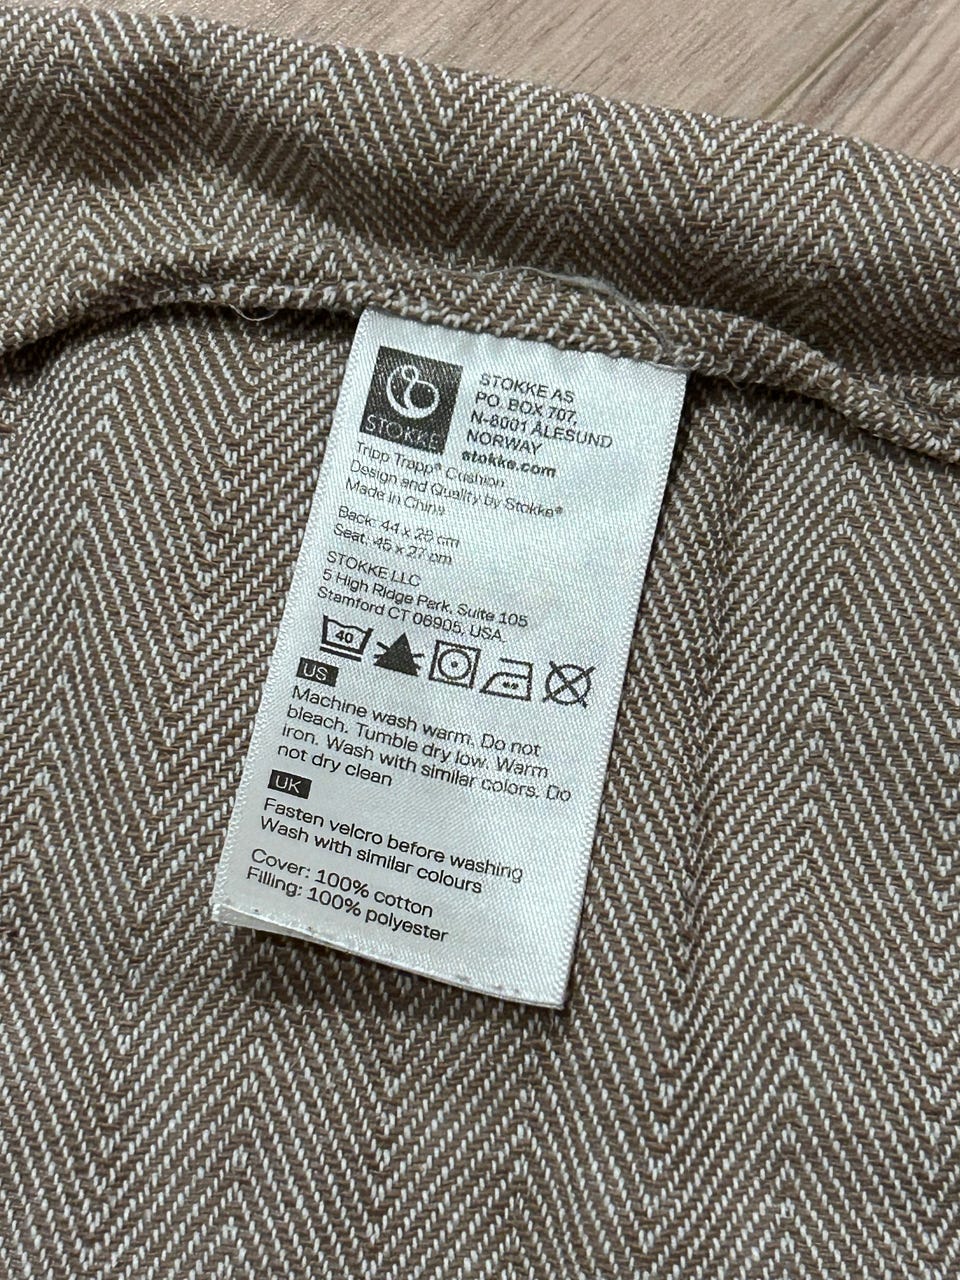 STOKKE
STOKKE AS
PO. BOX 707,
N-6001 ÅLESUND
NORWAY
stokke.com
Tripp Trapp® Cushion
Design and Quality by Stokke®
Made in China
Back: 44 x 28 cm
Seat: 45 x 27 cm
STOKKE LLC
5 High Ridge Park, Suite 105
Stamford CT 06905, USA.
40
US
Machine wash warm. Do not
bleach. Tumble dry low. Warm
iron. Wash with similar colors. Do
not dry clean
UK
Fasten velcro before washing
Wash with similar colours
Cover: 100% cotton
Filling: 100% polyester